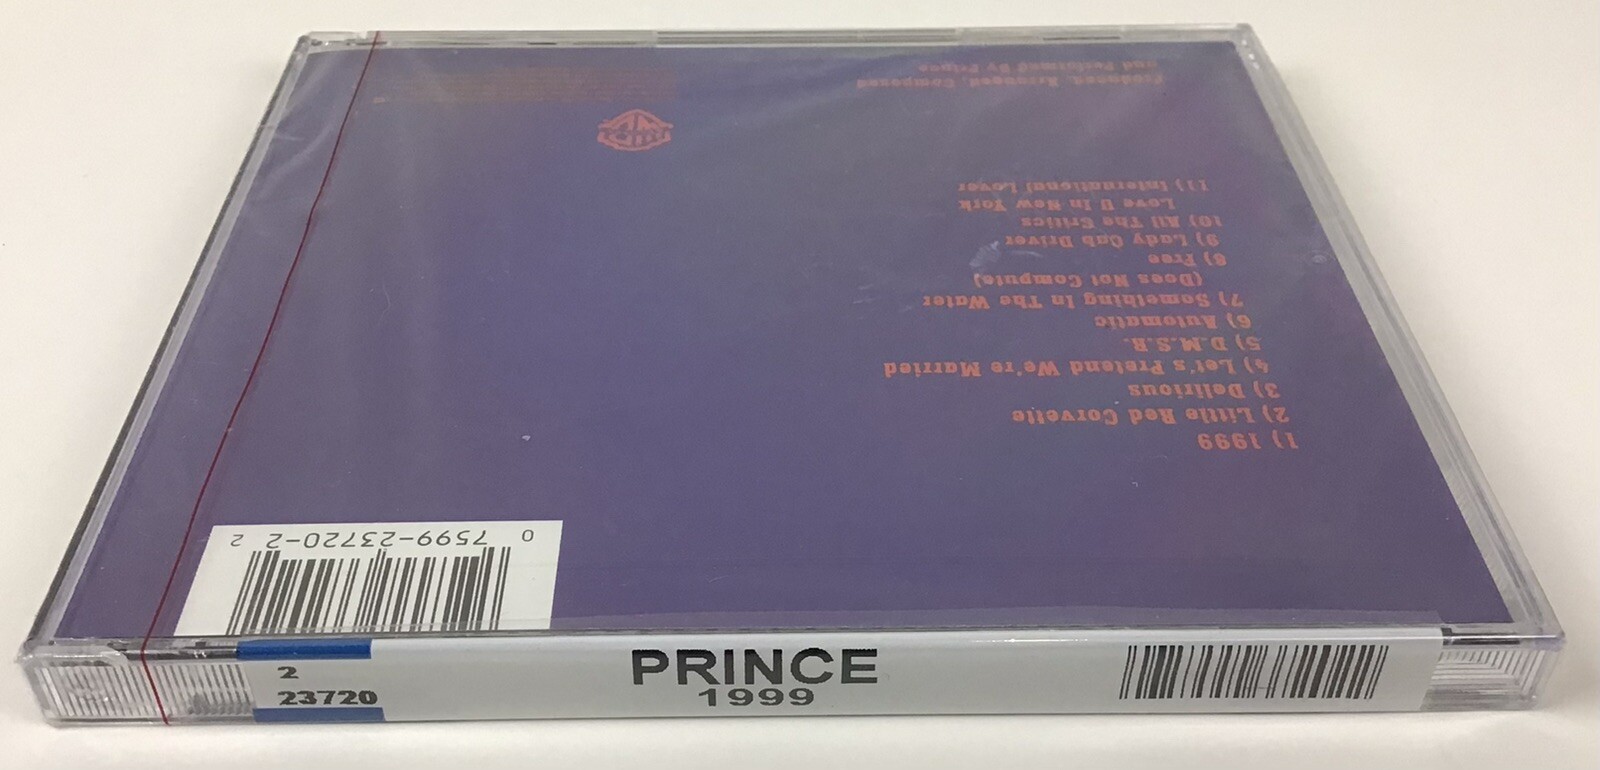 1) 1999
2) Little Red Corvette
3) Delirious
4) Let's Pretend We're Married
5) D.M.S.R.
6) Automatic
7) Something In The Water
(Does Not Compute)
8) Free
9) Lady Cab Driver
10) All The Critics
Love U In New York
11) International Lover
Produced, Arranged, Composed
and Performed By Prince
0 7599-23720-2 2
2
23720
PRINCE
1999